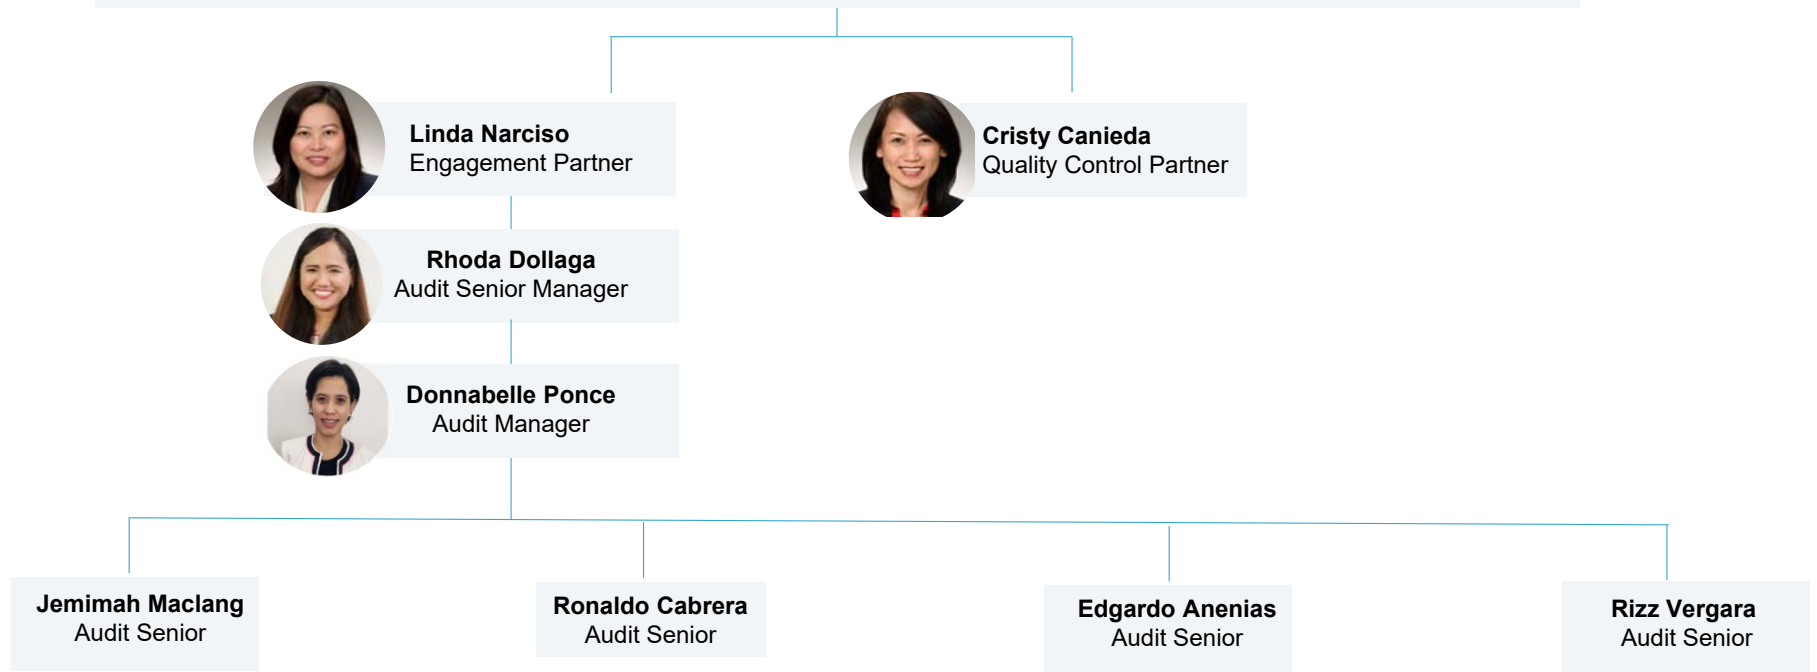 Linda Narciso
Engagement Partner
Cristy Canieda
Quality Control Partner
Rhoda Dollaga
Audit Senior Manager
Donnabelle Ponce
Audit Manager
Jemimah Maclang
Audit Senior
Ronaldo Cabrera
Audit Senior
Edgardo Anenias
Audit Senior
Rizz Vergara
Audit Senior